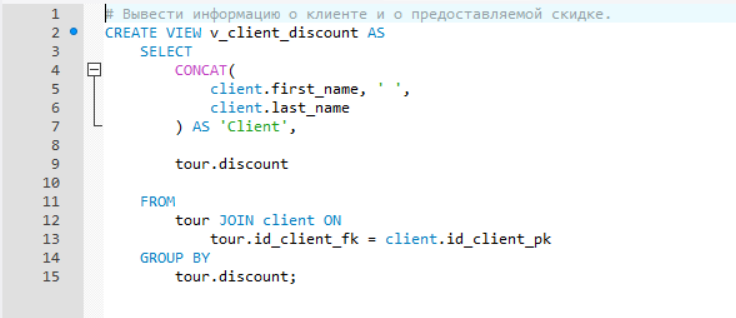 1 # Вывести информацию о клиенте и о предоставляемой скидке.
2 CREATE VIEW v_client_discount AS
3 SELECT
4 CONCAT(
5 client.first_name, ' ',
6 client.last_name
7 ) AS 'Client',
8
9 tour.discount
10
11 FROM
12 tour JOIN client ON
13 tour.id_client_fk = client.id_client_pk
14 GROUP BY
15 tour.discount;